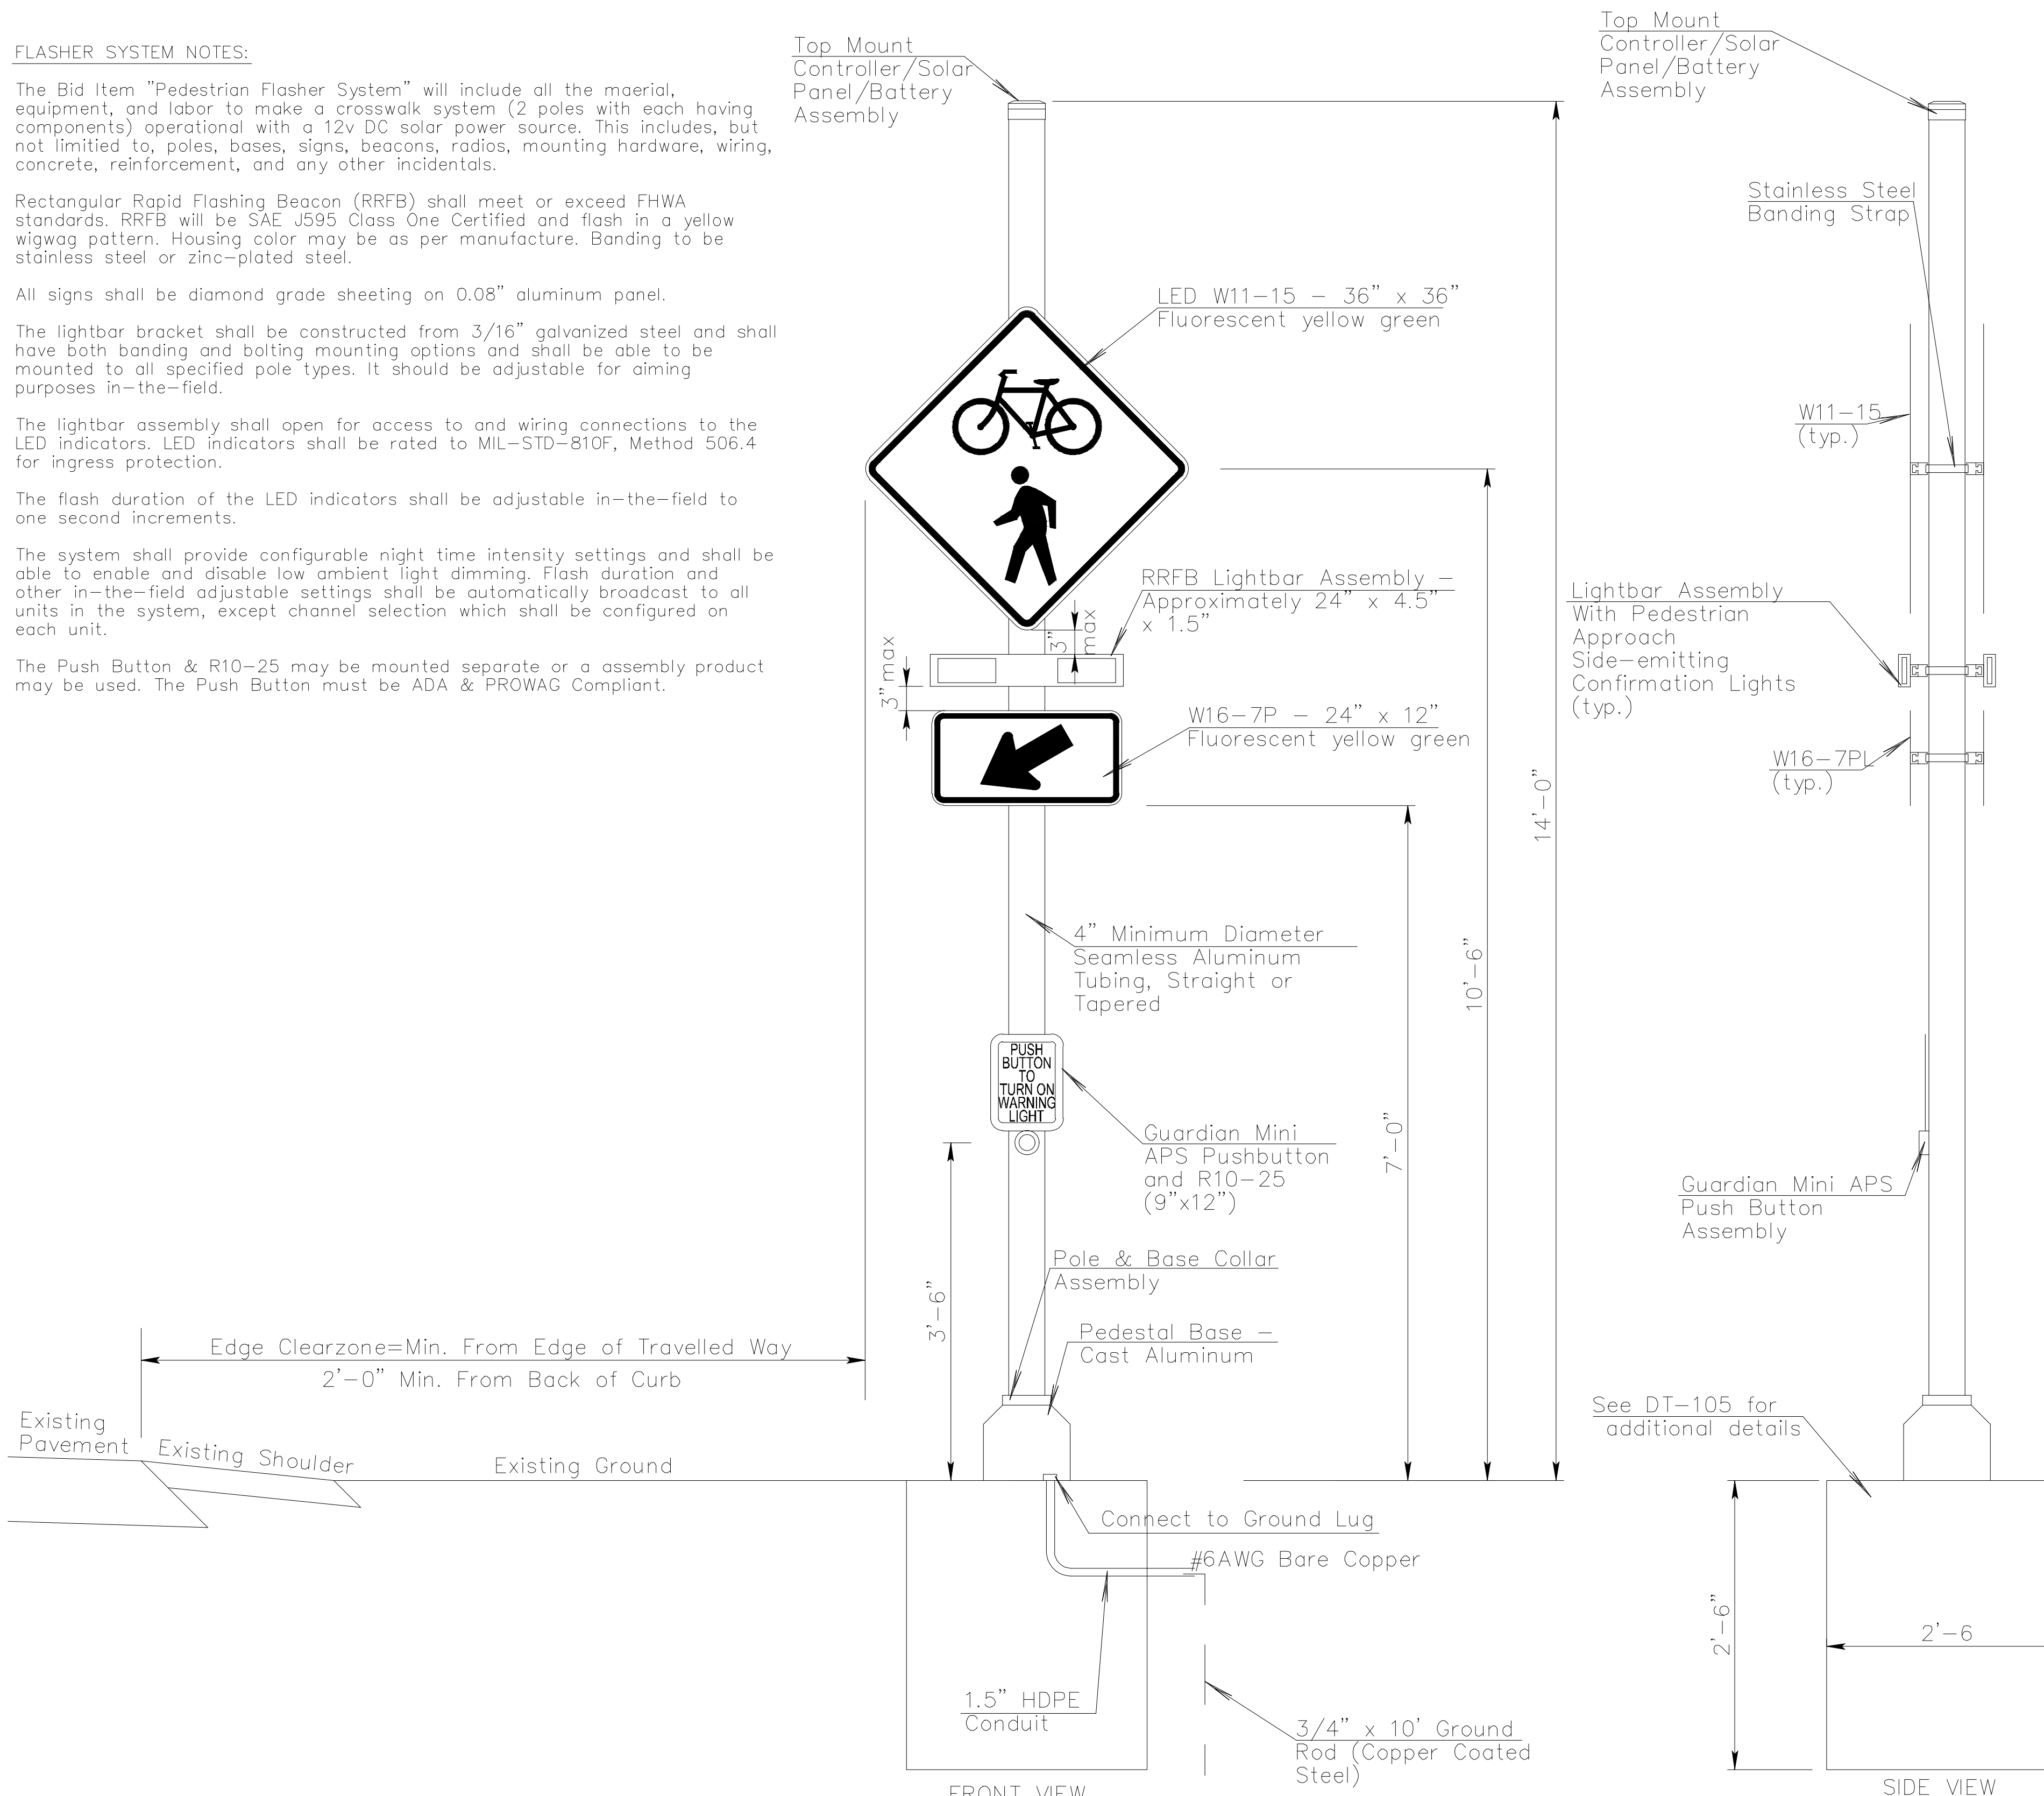 FLASHER SYSTEM NOTES:
The Bid Item "Pedestrian Flasher System" will include all the maerial,
equipment, and labor to make a crosswalk system (2 poles with each having
components) operational with a 12v DC solar power source. This includes, but
not limitied to, poles, bases, signs, beacons, radios, mounting hardware, wiring,
concrete, reinforcement, and any other incidentals.
Rectangular Rapid Flashing Beacon (RRFB) shall meet or exceed FHWA
standards. RRFB will be SAE J595 Class One Certified and flash in a yellow
wigwag pattern. Housing color may be as per manufacture. Banding to be
stainless steel or zinc-plated steel.
All signs shall be diamond grade sheeting on 0.08" aluminum panel.
The lightbar bracket shall be constructed from 3/16" galvanized steel and shall
have both banding and bolting mounting options and shall be able to be
mounted to all specified pole types. It should be adjustable for aiming
purposes in-the-field.
The lightbar assembly shall open for access to and wiring connections to the
LED indicators. LED indicators shall be rated to MIL-STD-810F, Method 506.4
for ingress protection.
The flash duration of the LED indicators shall be adjustable in-the-field to
one second increments.
The system shall provide configurable night time intensity settings and shall be
able to enable and disable low ambient light dimming. Flash duration and
other in-the-field adjustable settings shall be automatically broadcast to all
units in the system, except channel selection which shall be configured on
each unit.
The Push Button & R10-25 may be mounted separate or a assembly product
may be used. The Push Button must be ADA & PROWAG Compliant.
Top Mount
Controller/Solar
Panel/Battery
Assembly
LED W11-15 - 36" x 36"
Fluorescent yellow green
RRFB Lightbar Assembly -
Approximately 24" x 4.5"
x 1.5"
3"
max
3" max
W16-7P - 24" x 12"
Fluorescent yellow green
4" Minimum Diameter
Seamless Aluminum
Tubing, Straight or
Tapered
PUSH
BUTTON
TO
TURN ON
WARNING
LIGHT
Guardian Mini
APS Pushbutton
and R10-25
(9"x12")
Pole & Base Collar
Assembly
Pedestal Base -
Cast Aluminum
3'-6"
7'-0"
10'-6"
14'-0"
Edge Clearzone=Min. From Edge of Travelled Way
2'-0" Min. From Back of Curb
Existing
Pavement
Existing Shoulder
Existing Ground
Connect to Ground Lug
#6AWG Bare Copper
1.5" HDPE
Conduit
3/4" x 10' Ground
Rod (Copper Coated
Steel)
FRONT VIEW
Top Mount
Controller/Solar
Panel/Battery
Assembly
Stainless Steel
Banding Strap
W11-15
(typ.)
Lightbar Assembly
With Pedestrian
Approach
Side-emitting
Confirmation Lights
(typ.)
W16-7PL
(typ.)
Guardian Mini APS
Push Button
Assembly
See DT-105 for
additional details
2'-6"
2'-6
SIDE VIEW